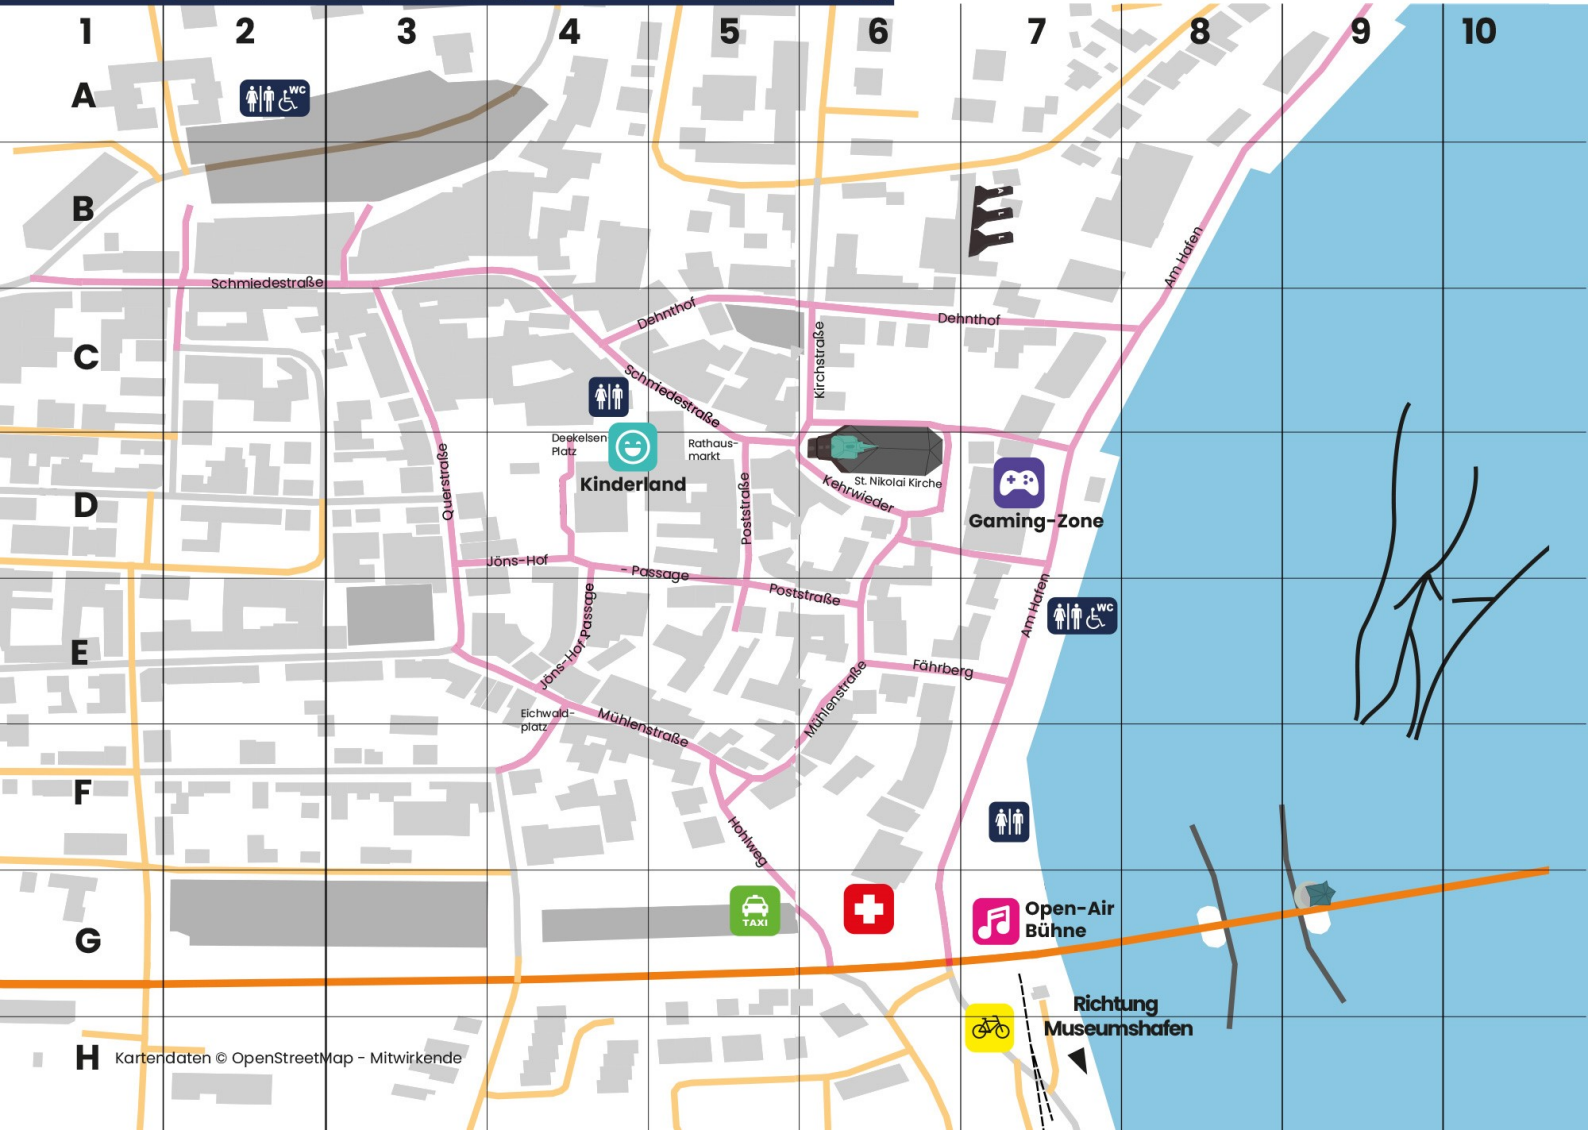 1 2 3 4 5 6 7 8 9 10
A
WC
B
Am Hafen
Schmiedestraße
Dehnthof
Dehnthof
C
Kirchstraße
Schmiedestraße
Deekelsen
Platz
Rathaus-
markt
Kinderland
St. Nikolai Kirche
Kehrwieder
Querstraße
Poststraße
D
Gaming-Zone
Jöns-Hof
- Passage
Poststraße
Am Hafen
WC
Jöns-Hof-Passage
E
Fährberg
Mühlenstraße
Eichwald-
platz
Mühlenstraße
F
Hohlweg
TAXI
Open-Air
Bühne
G
Richtung
Museumshafen
H
Kartendaten © OpenStreetMap - Mitwirkende